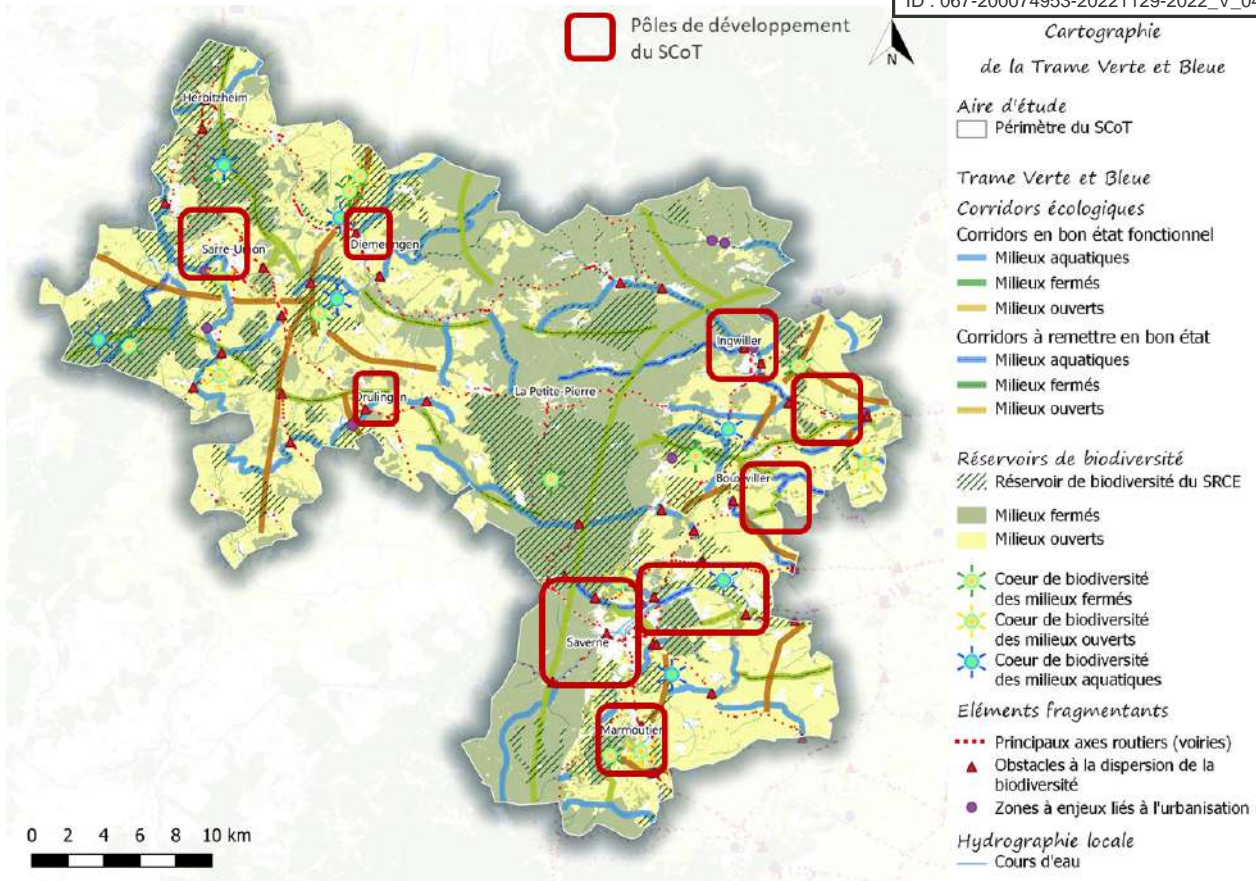 ID : 067-200074953-20221129-2022_V_04
Pôles de développement
du SCoT
N
Cartographie
de la Trame Verte et Bleue
Aire d'étude
Périmètre du SCoT
Trame Verte et Bleue
Corridors écologiques
Corridors en bon état fonctionnel
Milieux aquatiques
Milieux fermés
Milieux ouverts
Corridors à remettre en bon état
Milieux aquatiques
Milieux fermés
Milieux ouverts
Réservoirs de biodiversité
Réservoir de biodiversité du SRCE
Milieux fermés
Milieux ouverts
Coeur de biodiversité
des milieux fermés
Coeur de biodiversité
des milieux ouverts
Coeur de biodiversité
des milieux aquatiques
Eléments fragmentants
Principaux axes routiers (voiries)
Obstacles à la dispersion de la
biodiversité
Zones à enjeux liés à l'urbanisation
Hydrographie locale
Cours d'eau
Herbitzheim
Sarre-Union
Diemeringen
Ingwiller
La Petite-Pierre
Drulingen
Bouxwiller
Saverne
Marmoutier
0 2 4 6 8 10 km